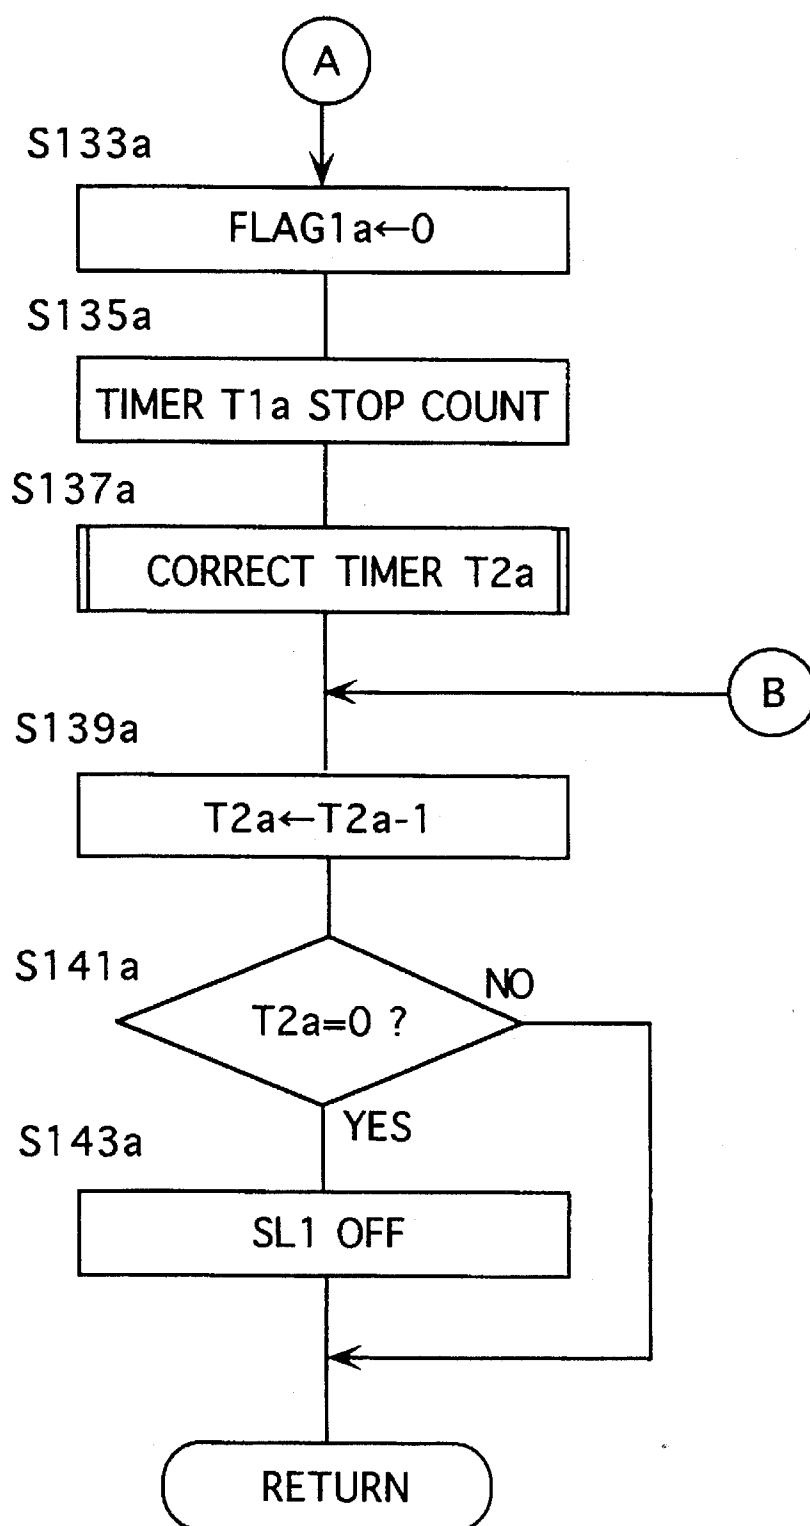 A
S133a
FLAG1a←0
S135a
TIMER T1a STOP COUNT
S137a
CORRECT TIMER T2a
B
S139a
T2a←T2a-1
S141a
NO
T2a=0 ?
YES
S143a
SL1 OFF
RETURN